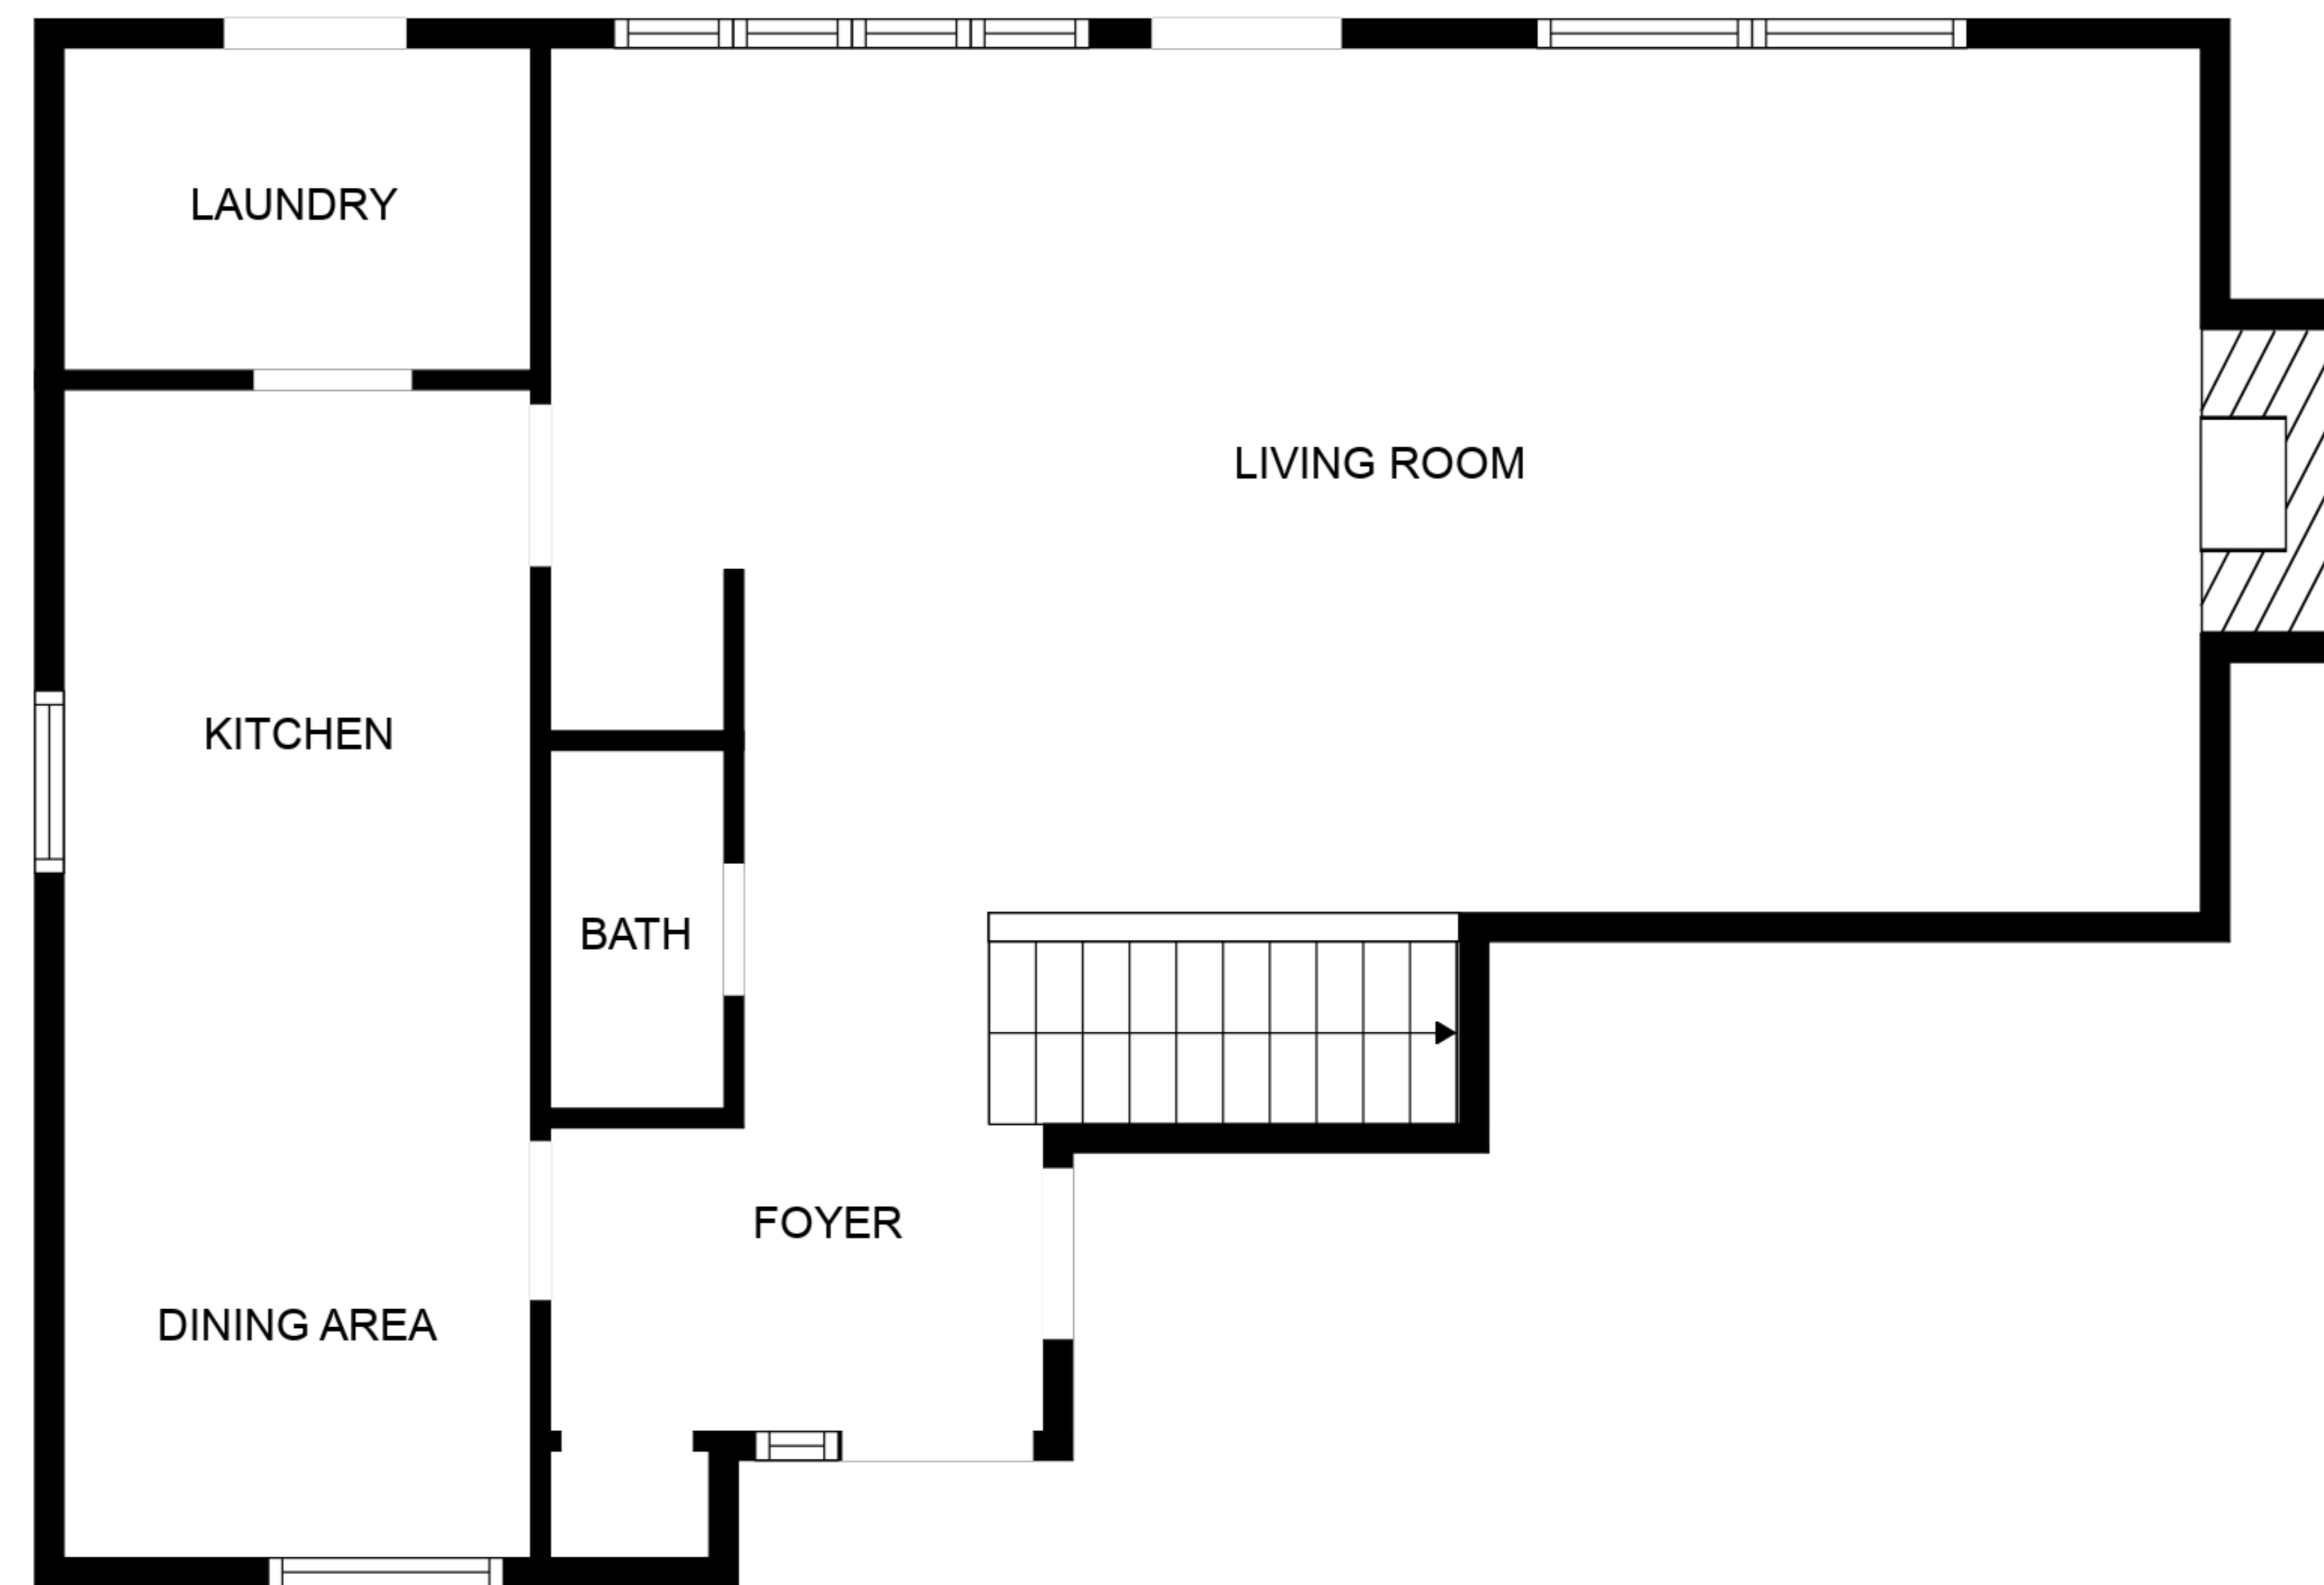 LAUNDRY
LIVING ROOM
KITCHEN
BATH
FOYER
DINING AREA